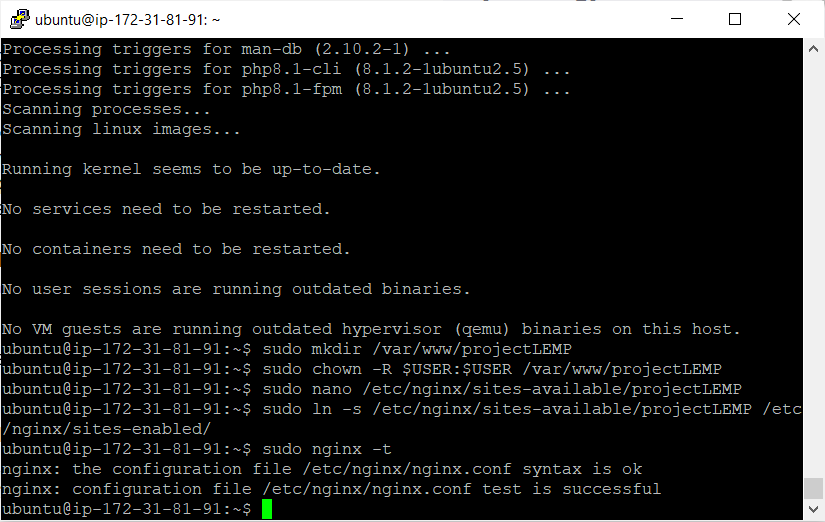 ubuntu@ip-172-31-81-91: ~
Processing triggers for man-db (2.10.2-1) ...
Processing triggers for php8.1-cli (8.1.2-1ubuntu2.5) ...
Processing triggers for php8.1-fpm (8.1.2-1ubuntu2.5) ...
Scanning processes...
Scanning linux images...
Running kernel seems to be up-to-date.
No services need to be restarted.
No containers need to be restarted.
No user sessions are running outdated binaries.
No VM guests are running outdated hypervisor (qemu) binaries on this host.
ubuntu@ip-172-31-81-91:~$ sudo mkdir /var/www/projectLEMP
ubuntu@ip-172-31-81-91:~$ sudo chown -R $USER:$USER /var/www/projectLEMP
ubuntu@ip-172-31-81-91:~$ sudo nano /etc/nginx/sites-available/projectLEMP
ubuntu@ip-172-31-81-91:~$ sudo ln -s /etc/nginx/sites-available/projectLEMP /etc
/nginx/sites-enabled/
ubuntu@ip-172-31-81-91:~$ sudo nginx -t
nginx: the configuration file /etc/nginx/nginx.conf syntax is ok
nginx: configuration file /etc/nginx/nginx.conf test is successful
ubuntu@ip-172-31-81-91:~$